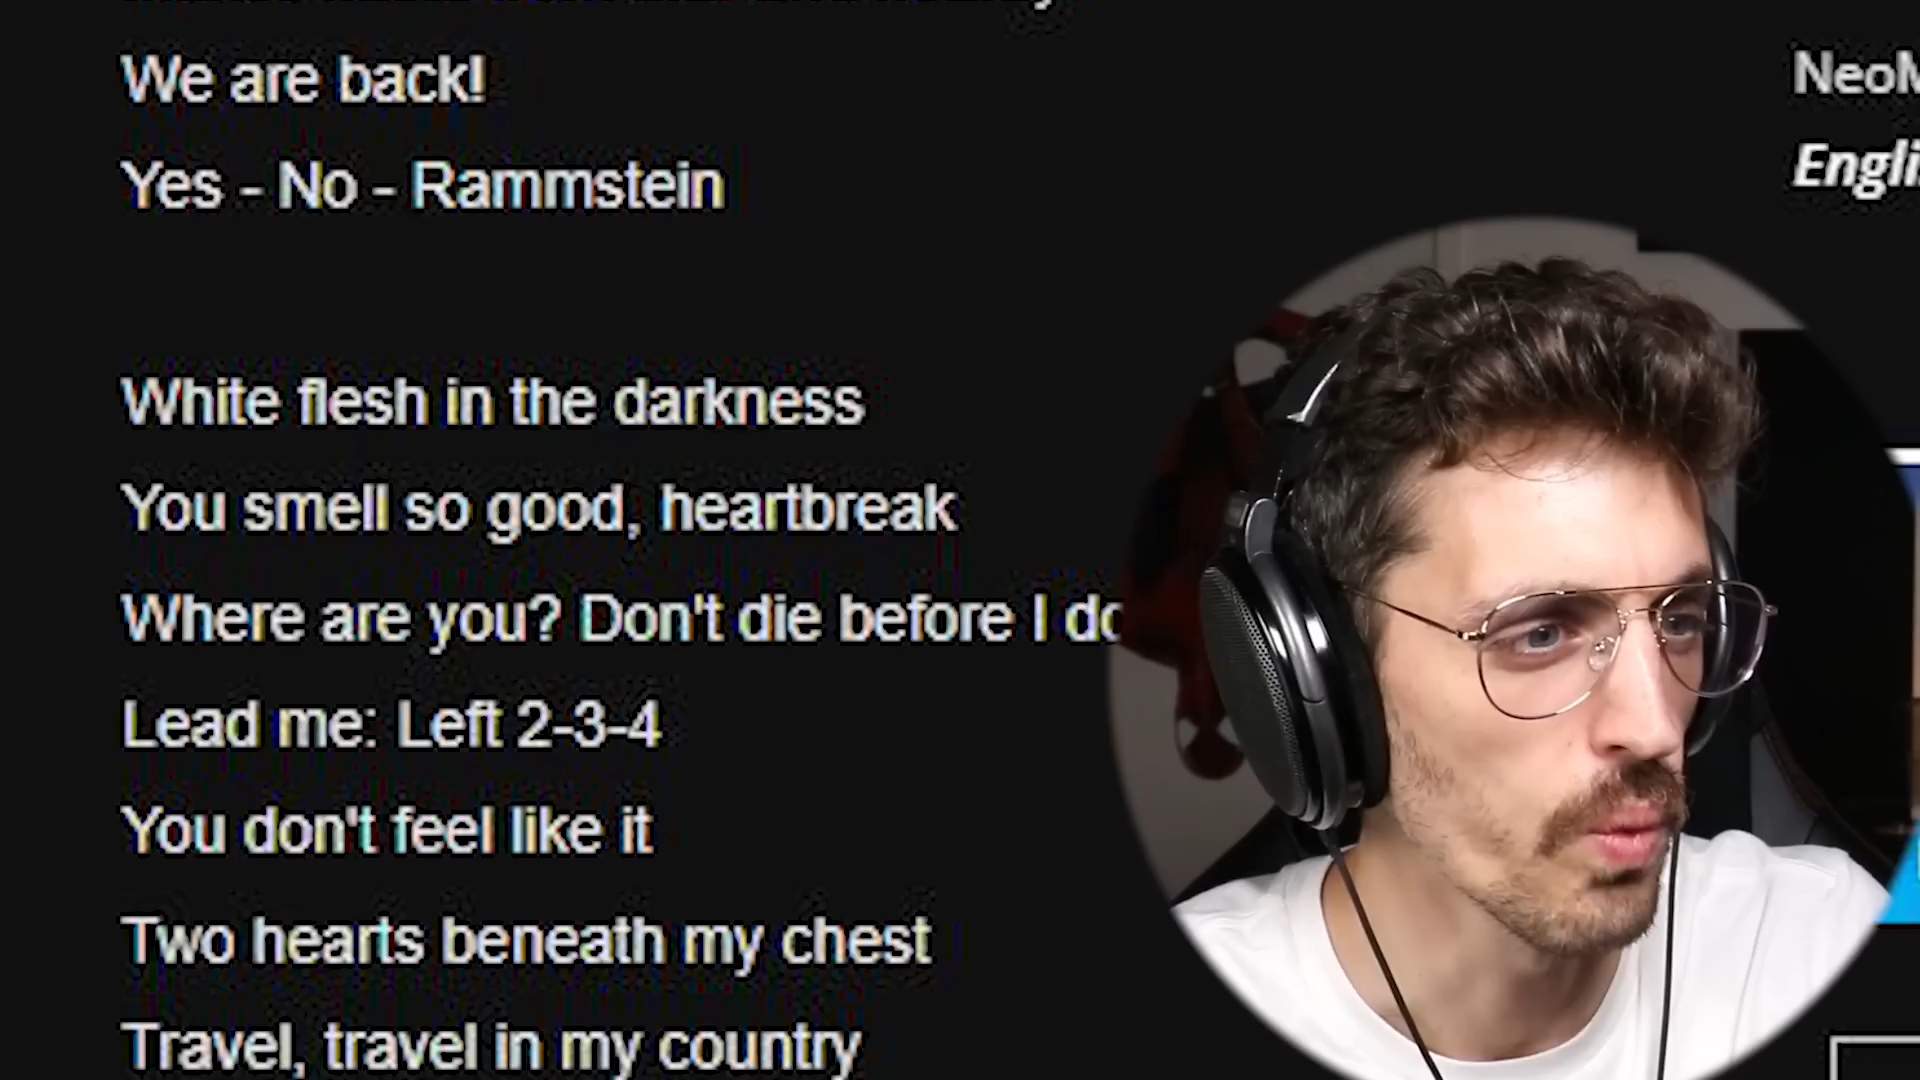 We are back!
Yes - No - Rammstein
White flesh in the darkness
You smell so good, heartbreak
Where are you? Don't die before I do
Lead me: Left 2-3-4
You don't feel like it
Two hearts beneath my chest
Travel, travel in my country